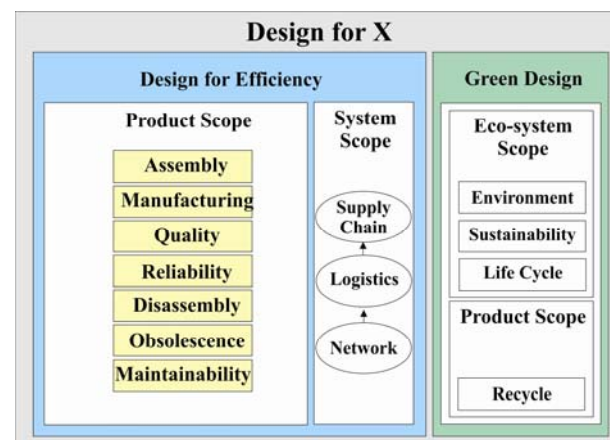 Design for X
Design for Efficiency
Product Scope
Assembly
Manufacturing
Quality
Reliability
Disassembly
Obsolescence
Maintainability
System
Scope
Supply
Chain
Logistics
Network
Green Design
Eco-system
Scope
Environment
Sustainability
Life Cycle
Product Scope
Recycle